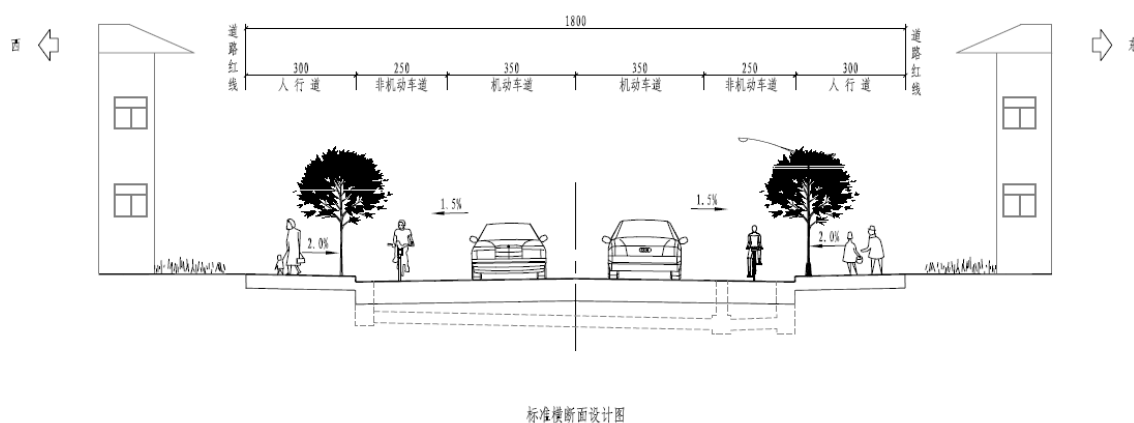 1800
西
道路红线
道路红线
300
250
350
350
250
300
人行道
非机动车道
机动车道
机动车道
非机动车道
人行道
1.5%
1.5%
2.0%
2.0%
标准横断面设计图